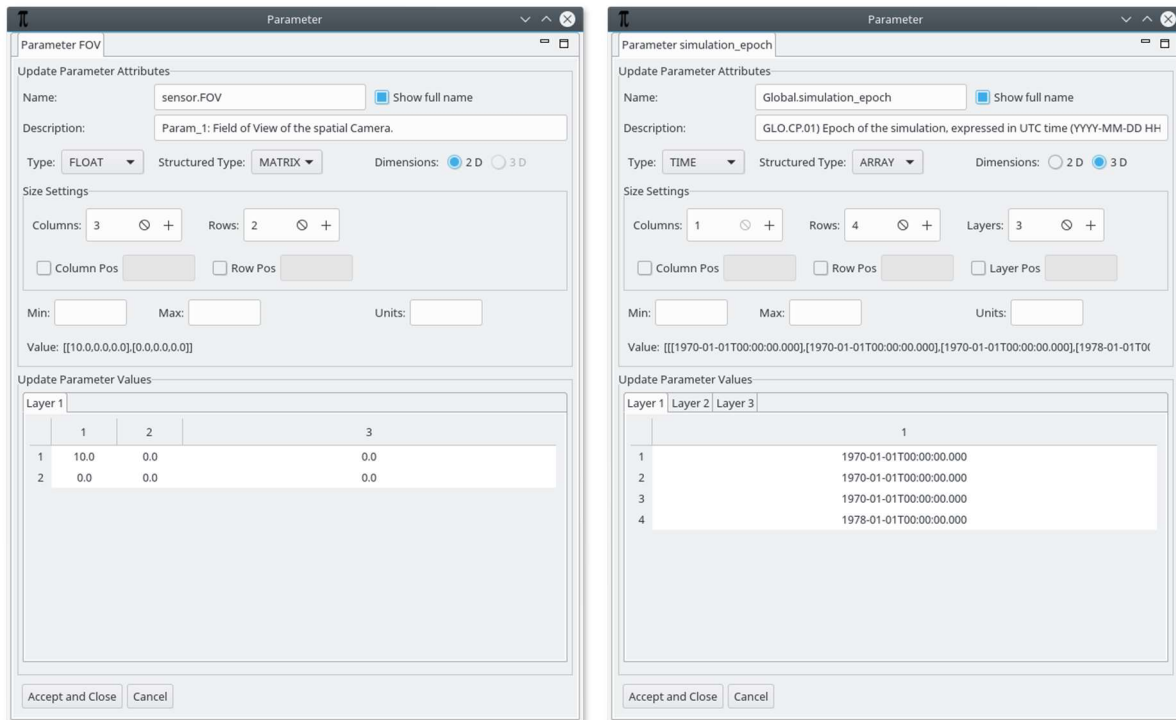 Parameter
Parameter FOV
Update Parameter Attributes
Name: sensor.FOV Show full name
Description: Param_1: Field of View of the spatial Camera.
Type: FLOAT Structured Type: MATRIX Dimensions: 2 D 3 D
Size Settings
Columns: 3 Rows: 2
Column Pos Row Pos
Min: Max: Units:
Value: [[10.0,0.0,0.0],[0.0,0.0,0.0]]
Update Parameter Values
Layer 1
1 2 3
1 10.0 0.0 0.0
2 0.0 0.0 0.0
Accept and Close Cancel
Parameter
Parameter simulation_epoch
Update Parameter Attributes
Name: Global.simulation_epoch Show full name
Description: GLO.CP.01) Epoch of the simulation, expressed in UTC time (YYYY-MM-DD HH
Type: TIME Structured Type: ARRAY Dimensions: 2 D 3 D
Size Settings
Columns: 1 Rows: 4 Layers: 3
Column Pos Row Pos Layer Pos
Min: Max: Units:
Value: [[[1970-01-01T00:00:00.000],[1970-01-01T00:00:00.000],[1970-01-01T00:00:00.000],[1978-01-01T00
Update Parameter Values
Layer 1 Layer 2 Layer 3
1
1 1970-01-01T00:00:00.000
2 1970-01-01T00:00:00.000
3 1970-01-01T00:00:00.000
4 1978-01-01T00:00:00.000
Accept and Close Cancel